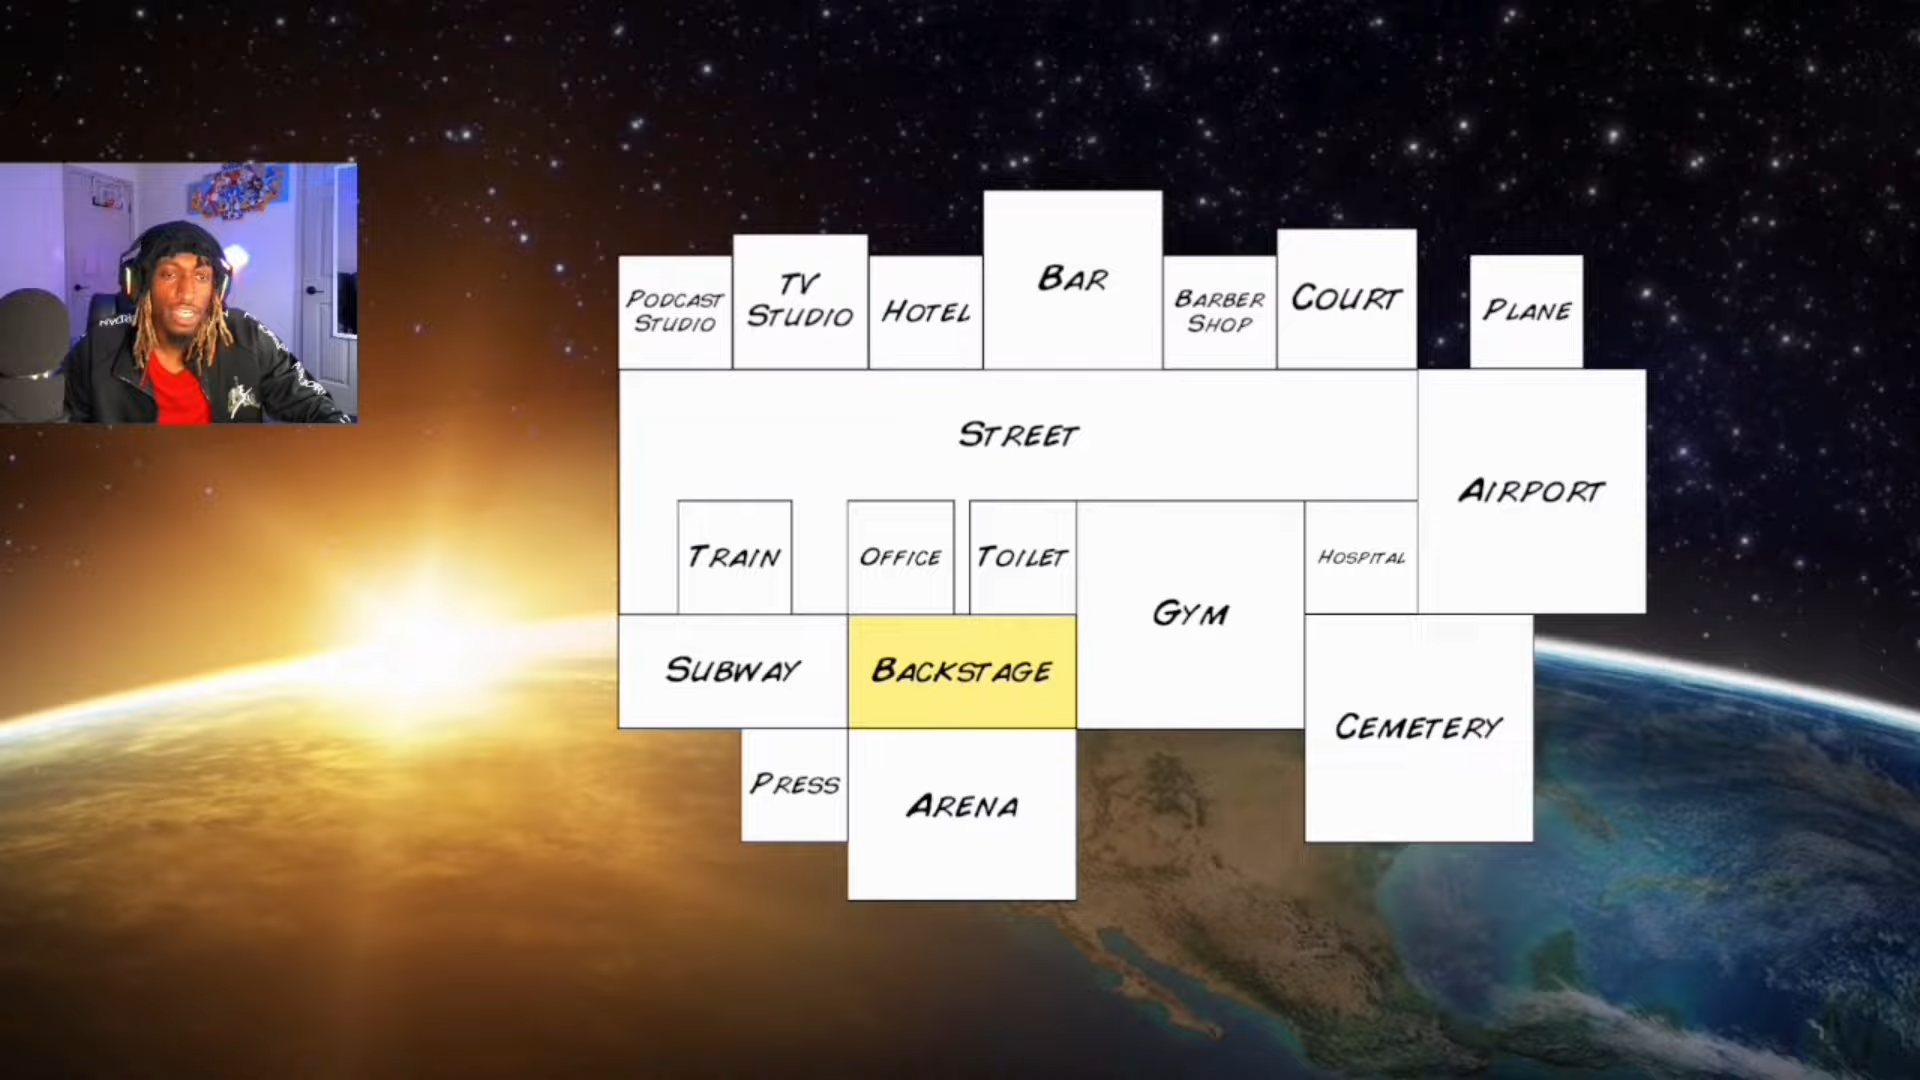 PODCAST
STUDIO
TV
STUDIO
HOTEL
BAR
BARBER
SHOP
COURT
PLANE
STREET
AIRPORT
TRAIN
OFFICE
TOILET
HOSPITAL
GYM
SUBWAY
BACKSTAGE
CEMETERY
PRESS
ARENA